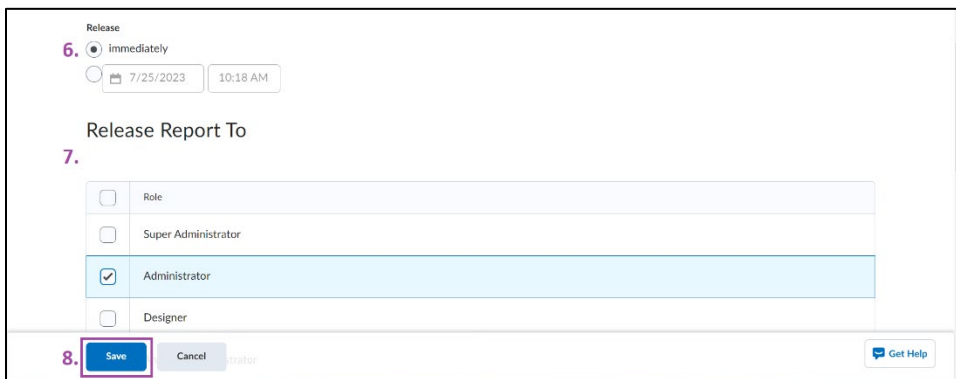 Release
6. immediately
7/25/2023 10:18 AM
Release Report To
7.
Role
Super Administrator
Administrator
Designer
8. Save Cancel strator Get Help